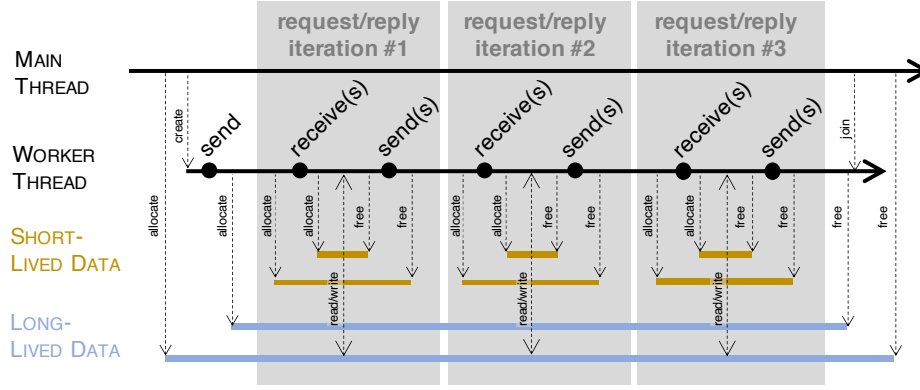 request/reply
iteration #1
request/reply
iteration #2
request/reply
iteration #3
MAIN
THREAD
create
join
send
receive(s)
send(s)
receive(s)
send(s)
receive(s)
send(s)
WORKER
THREAD
allocate
allocate
allocate
allocate
free
free
allocate
allocate
free
free
allocate
allocate
free
free
free
free
SHORT-
LIVED DATA
read/write
read/write
read/write
LONG-
LIVED DATA